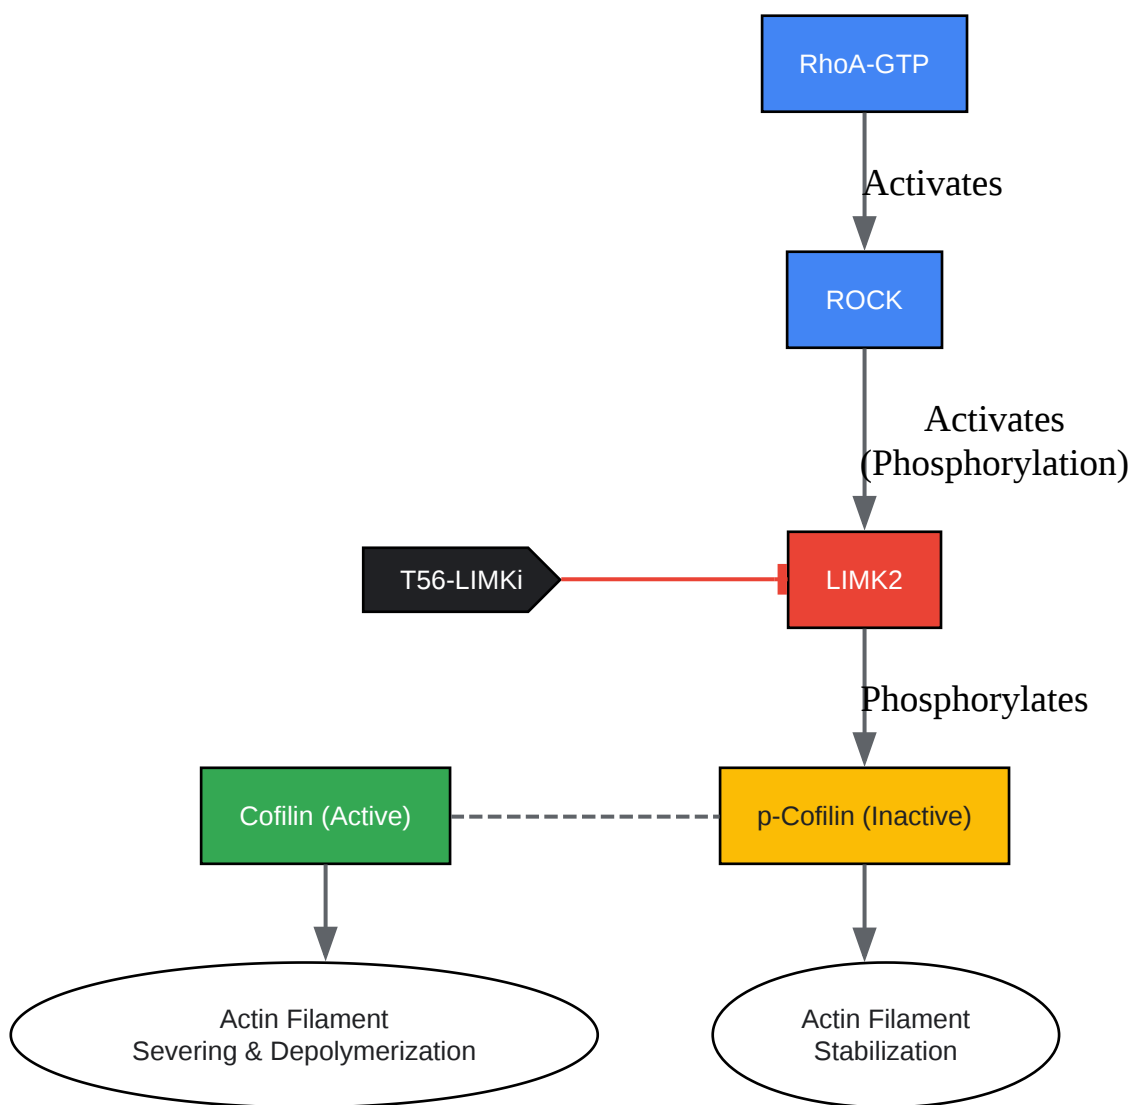 RhoA-GTP
Activates
ROCK
Activates
(Phosphorylation)
T56-LIMKi
LIMK2
Phosphorylates
Cofilin (Active)
p-Cofilin (Inactive)
Actin Filament
Severing & Depolymerization
Actin Filament
Stabilization